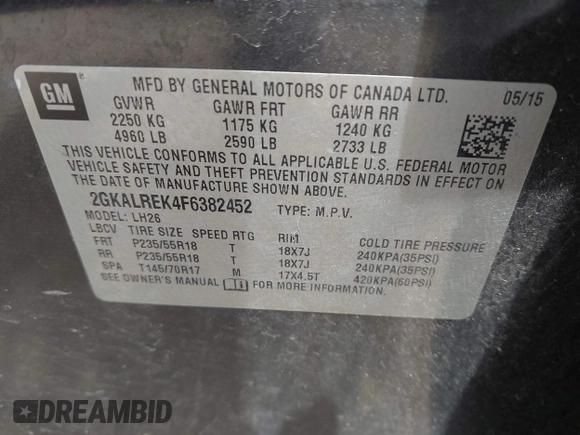 GM
MFD BY GENERAL MOTORS OF CANADA LTD. 05/15
GVWR GAWR FRT GAWR RR
2250 KG 1175 KG 1240 KG
4960 LB 2590 LB 2733 LB
THIS VEHICLE CONFORMS TO ALL APPLICABLE U.S. FEDERAL MOTOR
VEHICLE SAFETY AND THEFT PREVENTION STANDARDS IN EFFECT ON
THE DATE OF MANUFACTURE SHOWN ABOVE.
2GKALREK4F6382452 TYPE: M.P.V.
MODEL: LH26
LBCV TIRE SIZE SPEED RTG RIM COLD TIRE PRESSURE
FRT P235/55R18 T 18X7J 240KPA(35PSI)
RR P235/55R18 T 18X7J 240KPA(35PSI)
SPA T145/70R17 M 17X4.5T 420KPA(60PSI)
SEE OWNER'S MANUAL FOR MORE INFORMATION.
DREAMBID